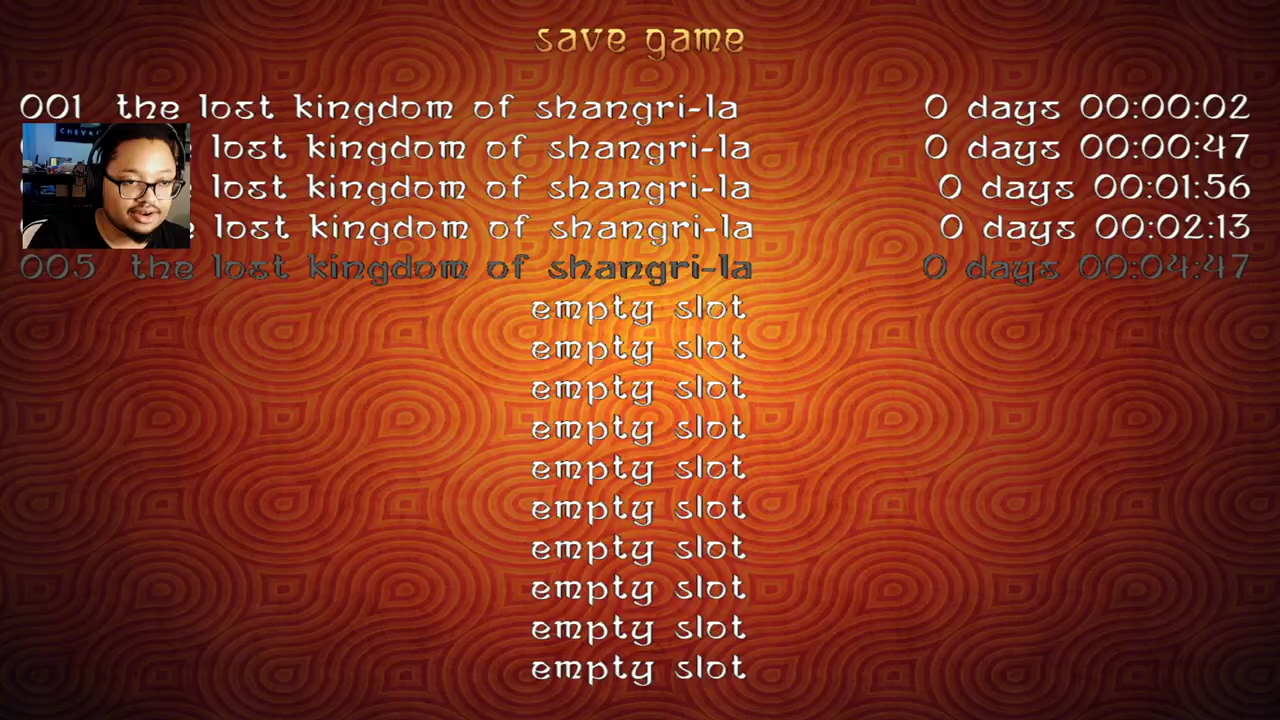 save game
001 the lost kingdom of shangri-la 0 days 00:00:02
lost kingdom of shangri-la 0 days 00:00:47
lost kingdom of shangri-la 0 days 00:01:56
lost kingdom of shangri-la 0 days 00:02:13
005 the lost kingdom of shangri-la 0 days 00:04:47
empty slot
empty slot
empty slot
empty slot
empty slot
empty slot
empty slot
empty slot
empty slot
empty slot